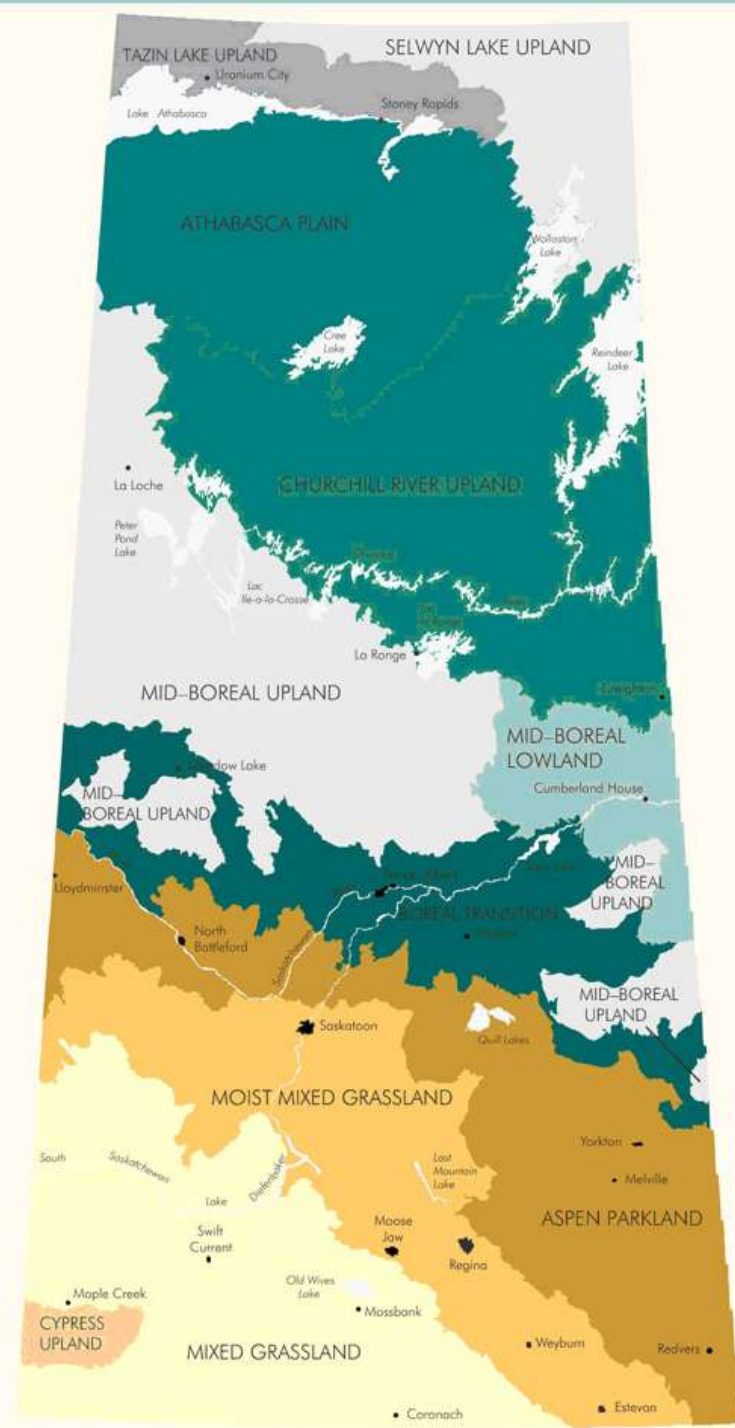 SELWYN LAKE UPLAND
TAZIN LAKE UPLAND
Uranium City
Stoney Rapids
Lake Athabasca
ATHABASCA PLAIN
Wollaston
Lake
Cree
Lake
Reindeer
Lake
La Loche
CHURCHILL RIVER UPLAND
Peter
Pond
Lake
Lac
Ile-a-la-Crosse
La Ronge
Creighton
MID-BOREAL UPLAND
MID-BOREAL
LOWLAND
Lake
Cumberland House
MID-
BOREAL UPLAND
MID-
BOREAL
UPLAND
Lloydminster
Prince Albert
BOREAL TRANSITION
North
Battleford
Saskatchewan
MID-BOREAL
UPLAND
Saskatoon
Quill Lakes
MOIST MIXED GRASSLAND
Yorkton
South Saskatchewan
Last
Mountain
Lake
Melville
Lake
Diefenbaker
ASPEN PARKLAND
Swift
Current
Moose
Jaw
Regina
Old Wives
Lake
Maple Creek
Mossbank
CYPRESS
UPLAND
MIXED GRASSLAND
Weyburn
Redvers
Coronach
Estevan